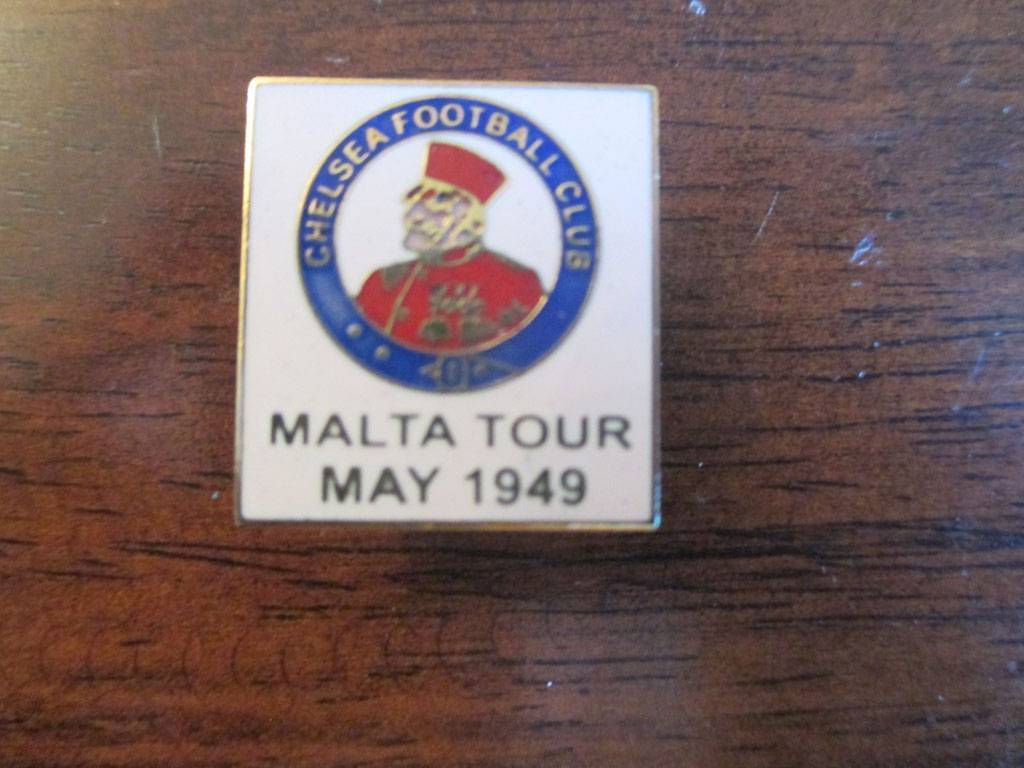 CHELSEA FOOTBALL CLUB
MALTA TOUR
MAY 1949